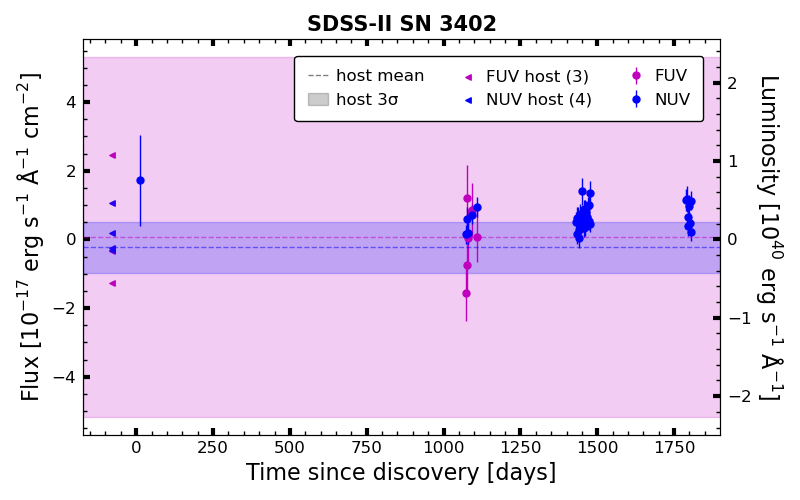 SDSS-II SN 3402
host mean
host 3σ
FUV host (3)
NUV host (4)
FUV
NUV
Flux [10⁻¹⁷ erg s⁻¹ Å⁻¹ cm⁻²]
4
2
0
−2
−4
Luminosity [10⁴⁰ erg s⁻¹ Å⁻¹]
2
1
0
−1
−2
0 250 500 750 1000 1250 1500 1750
Time since discovery [days]